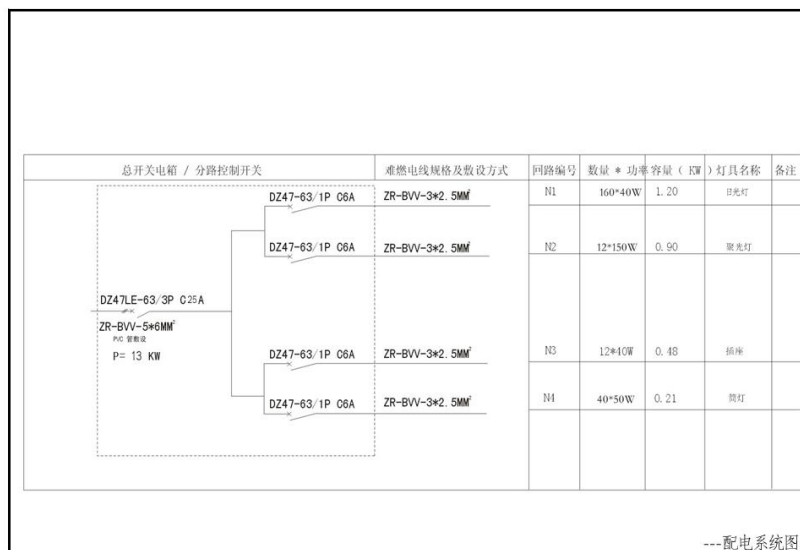 总开关电箱 / 分路控制开关 难燃电线规格及敷设方式 回路编号 数量 * 功率 容量 ( KW ) 灯具名称 备注
DZ47-63/1P C6A ZR-BVV-3*2.5MM² N1 160*40W 1.20 日光灯
DZ47-63/1P C6A ZR-BVV-3*2.5MM² N2 12*150W 0.90 聚光灯
DZ47LE-63/3P C25A
ZR-BVV-5*6MM²
PVC 管敷设
P= 13 KW
DZ47-63/1P C6A ZR-BVV-3*2.5MM² N3 12*40W 0.48 插座
DZ47-63/1P C6A ZR-BVV-3*2.5MM² N4 40*50W 0.21 筒灯
---配电系统图